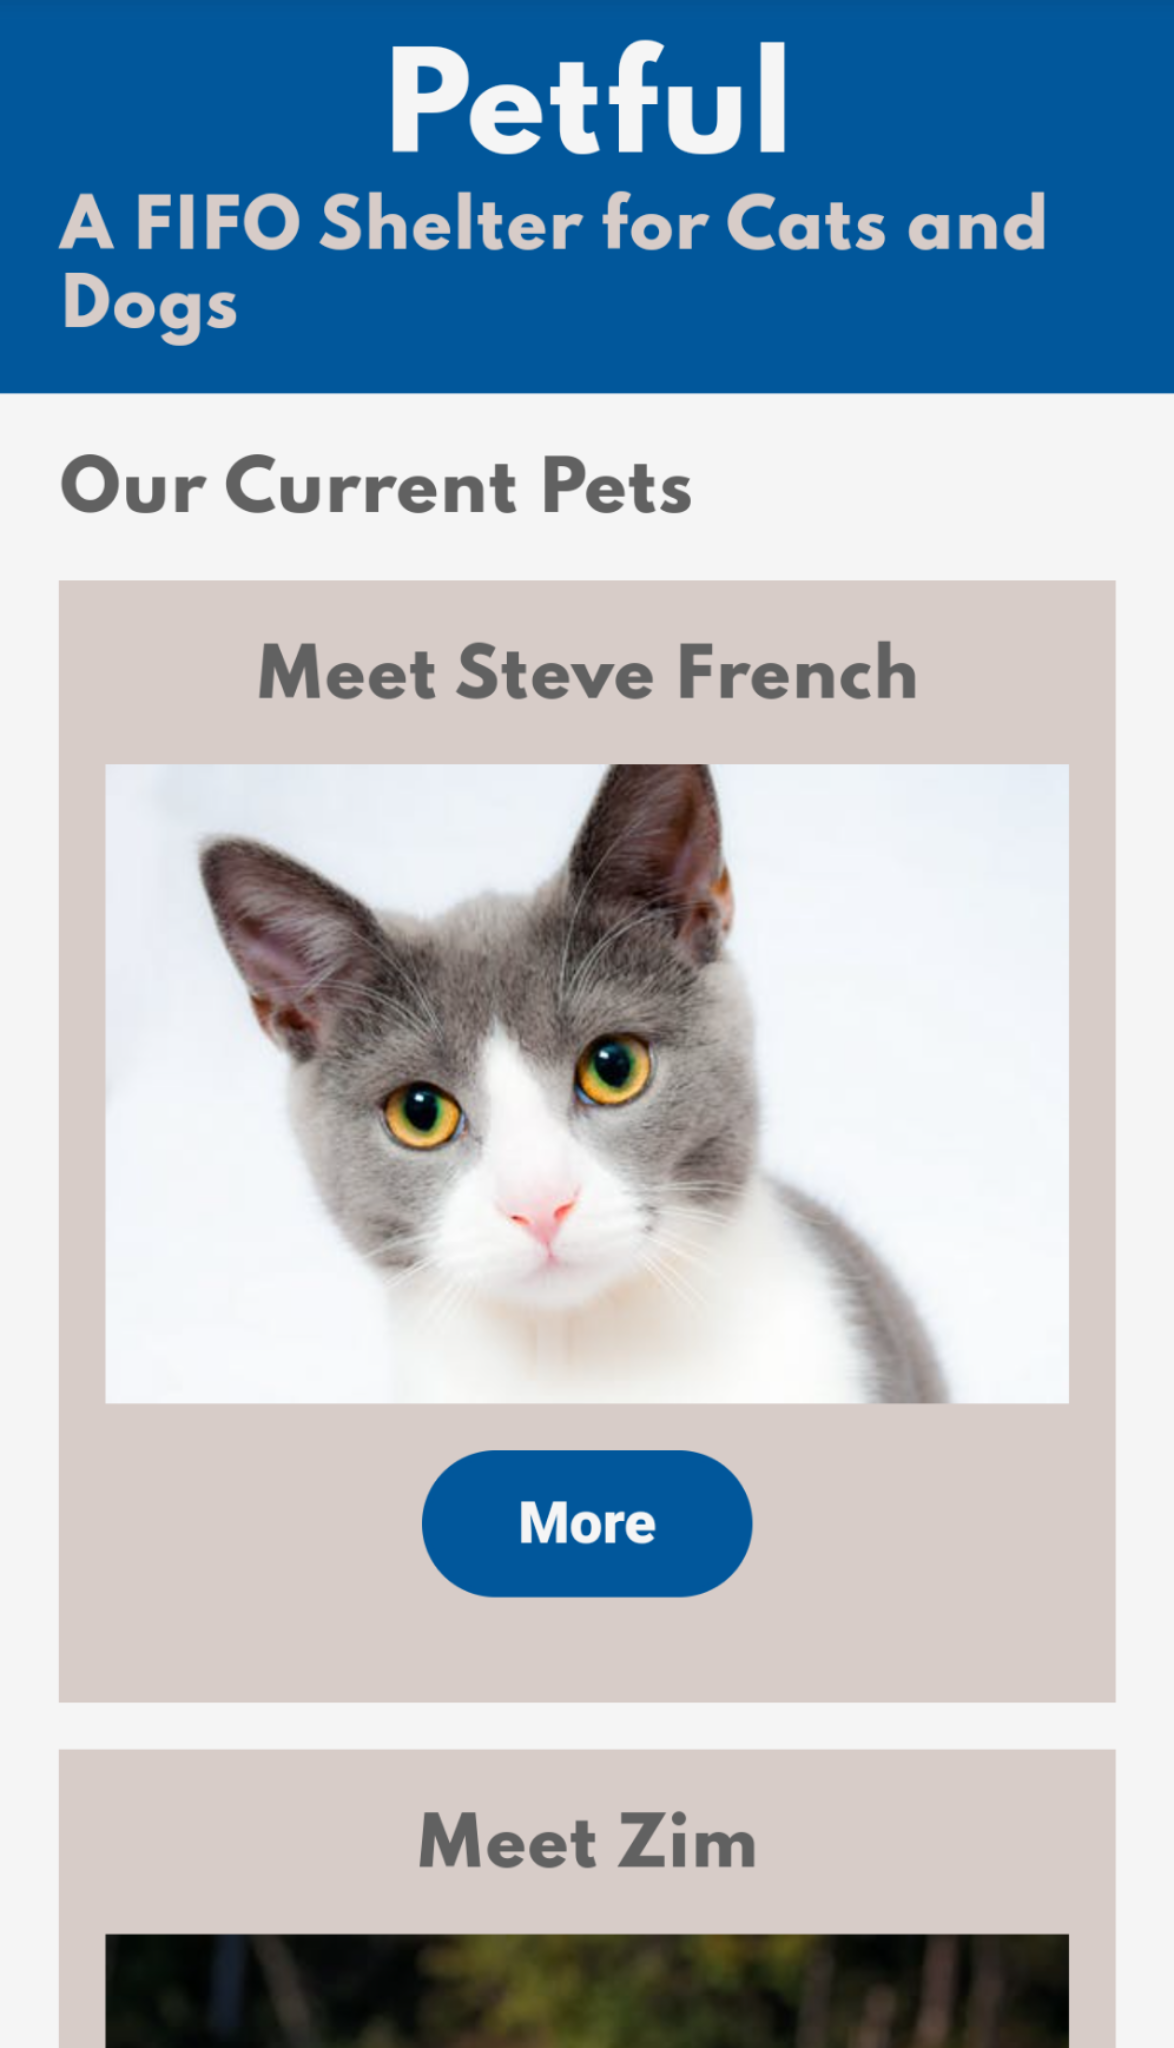 Petful
A FIFO Shelter for Cats and
Dogs
Our Current Pets
Meet Steve French
More
Meet Zim